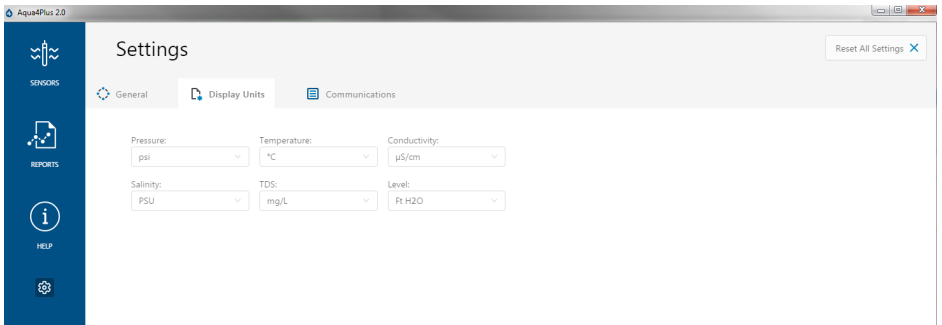 Aqua4Plus 2.0
Settings
Reset All Settings
SENSORS
General
Display Units
Communications
Pressure:
Temperature:
Conductivity:
psi
°C
µS/cm
REPORTS
Salinity:
TDS:
Level:
PSU
mg/L
Ft H2O
HELP